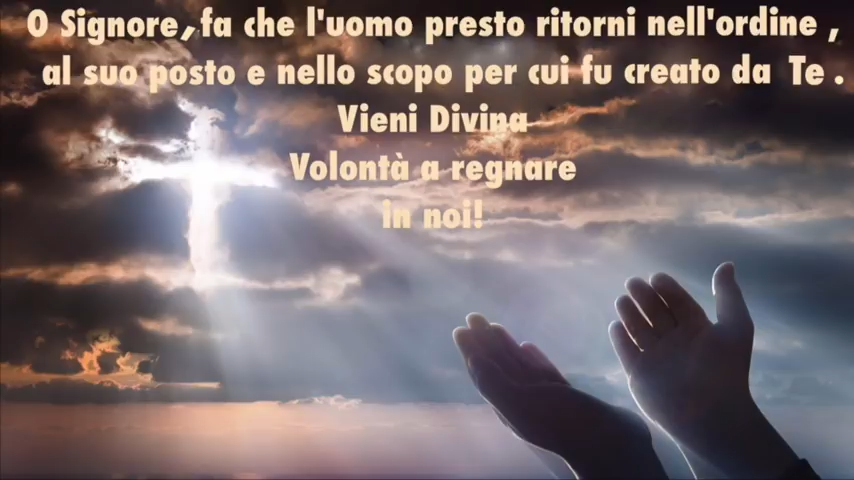 O Signore, fa che l'uomo presto ritorni nell'ordine ,
al suo posto e nello scopo per cui fu creato da Te .
Vieni Divina
Volontà a regnare
in noi!